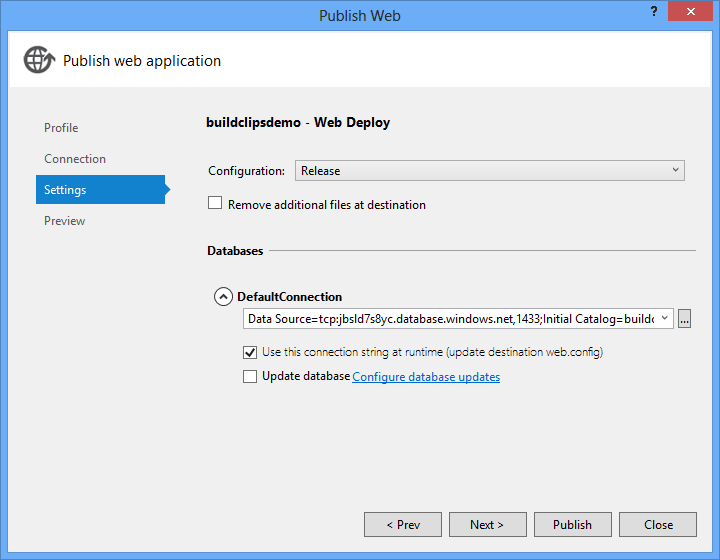 Publish Web
?
Publish web application
Profile
Connection
Settings
Preview
buildclipsdemo - Web Deploy
Configuration: Release
Remove additional files at destination
Databases
DefaultConnection
Data Source=tcp:jbsld7s8yc.database.windows.net,1433;Initial Catalog=buildc
...
Use this connection string at runtime (update destination web.config)
Update database Configure database updates
< Prev Next > Publish Close